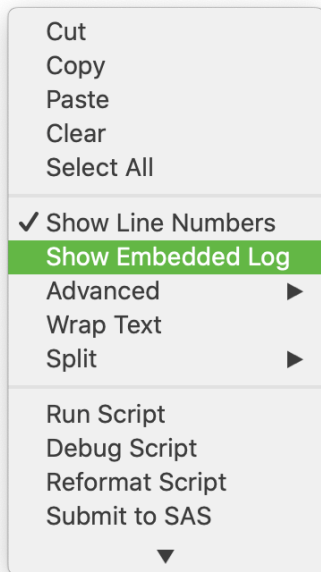 Cut
Copy
Paste
Clear
Select All
✓ Show Line Numbers
Show Embedded Log
Advanced ▶
Wrap Text
Split ▶
Run Script
Debug Script
Reformat Script
Submit to SAS
▼